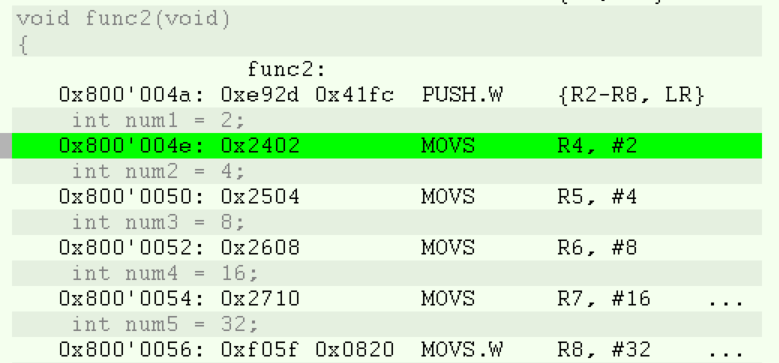 void func2(void)
{
func2:
0x800'004a: 0xe92d 0x41fc PUSH.W {R2-R8, LR}
int num1 = 2;
0x800'004e: 0x2402 MOVS R4, #2
int num2 = 4;
0x800'0050: 0x2504 MOVS R5, #4
int num3 = 8;
0x800'0052: 0x2608 MOVS R6, #8
int num4 = 16;
0x800'0054: 0x2710 MOVS R7, #16 ...
int num5 = 32;
0x800'0056: 0xf05f 0x0820 MOVS.W R8, #32 ...